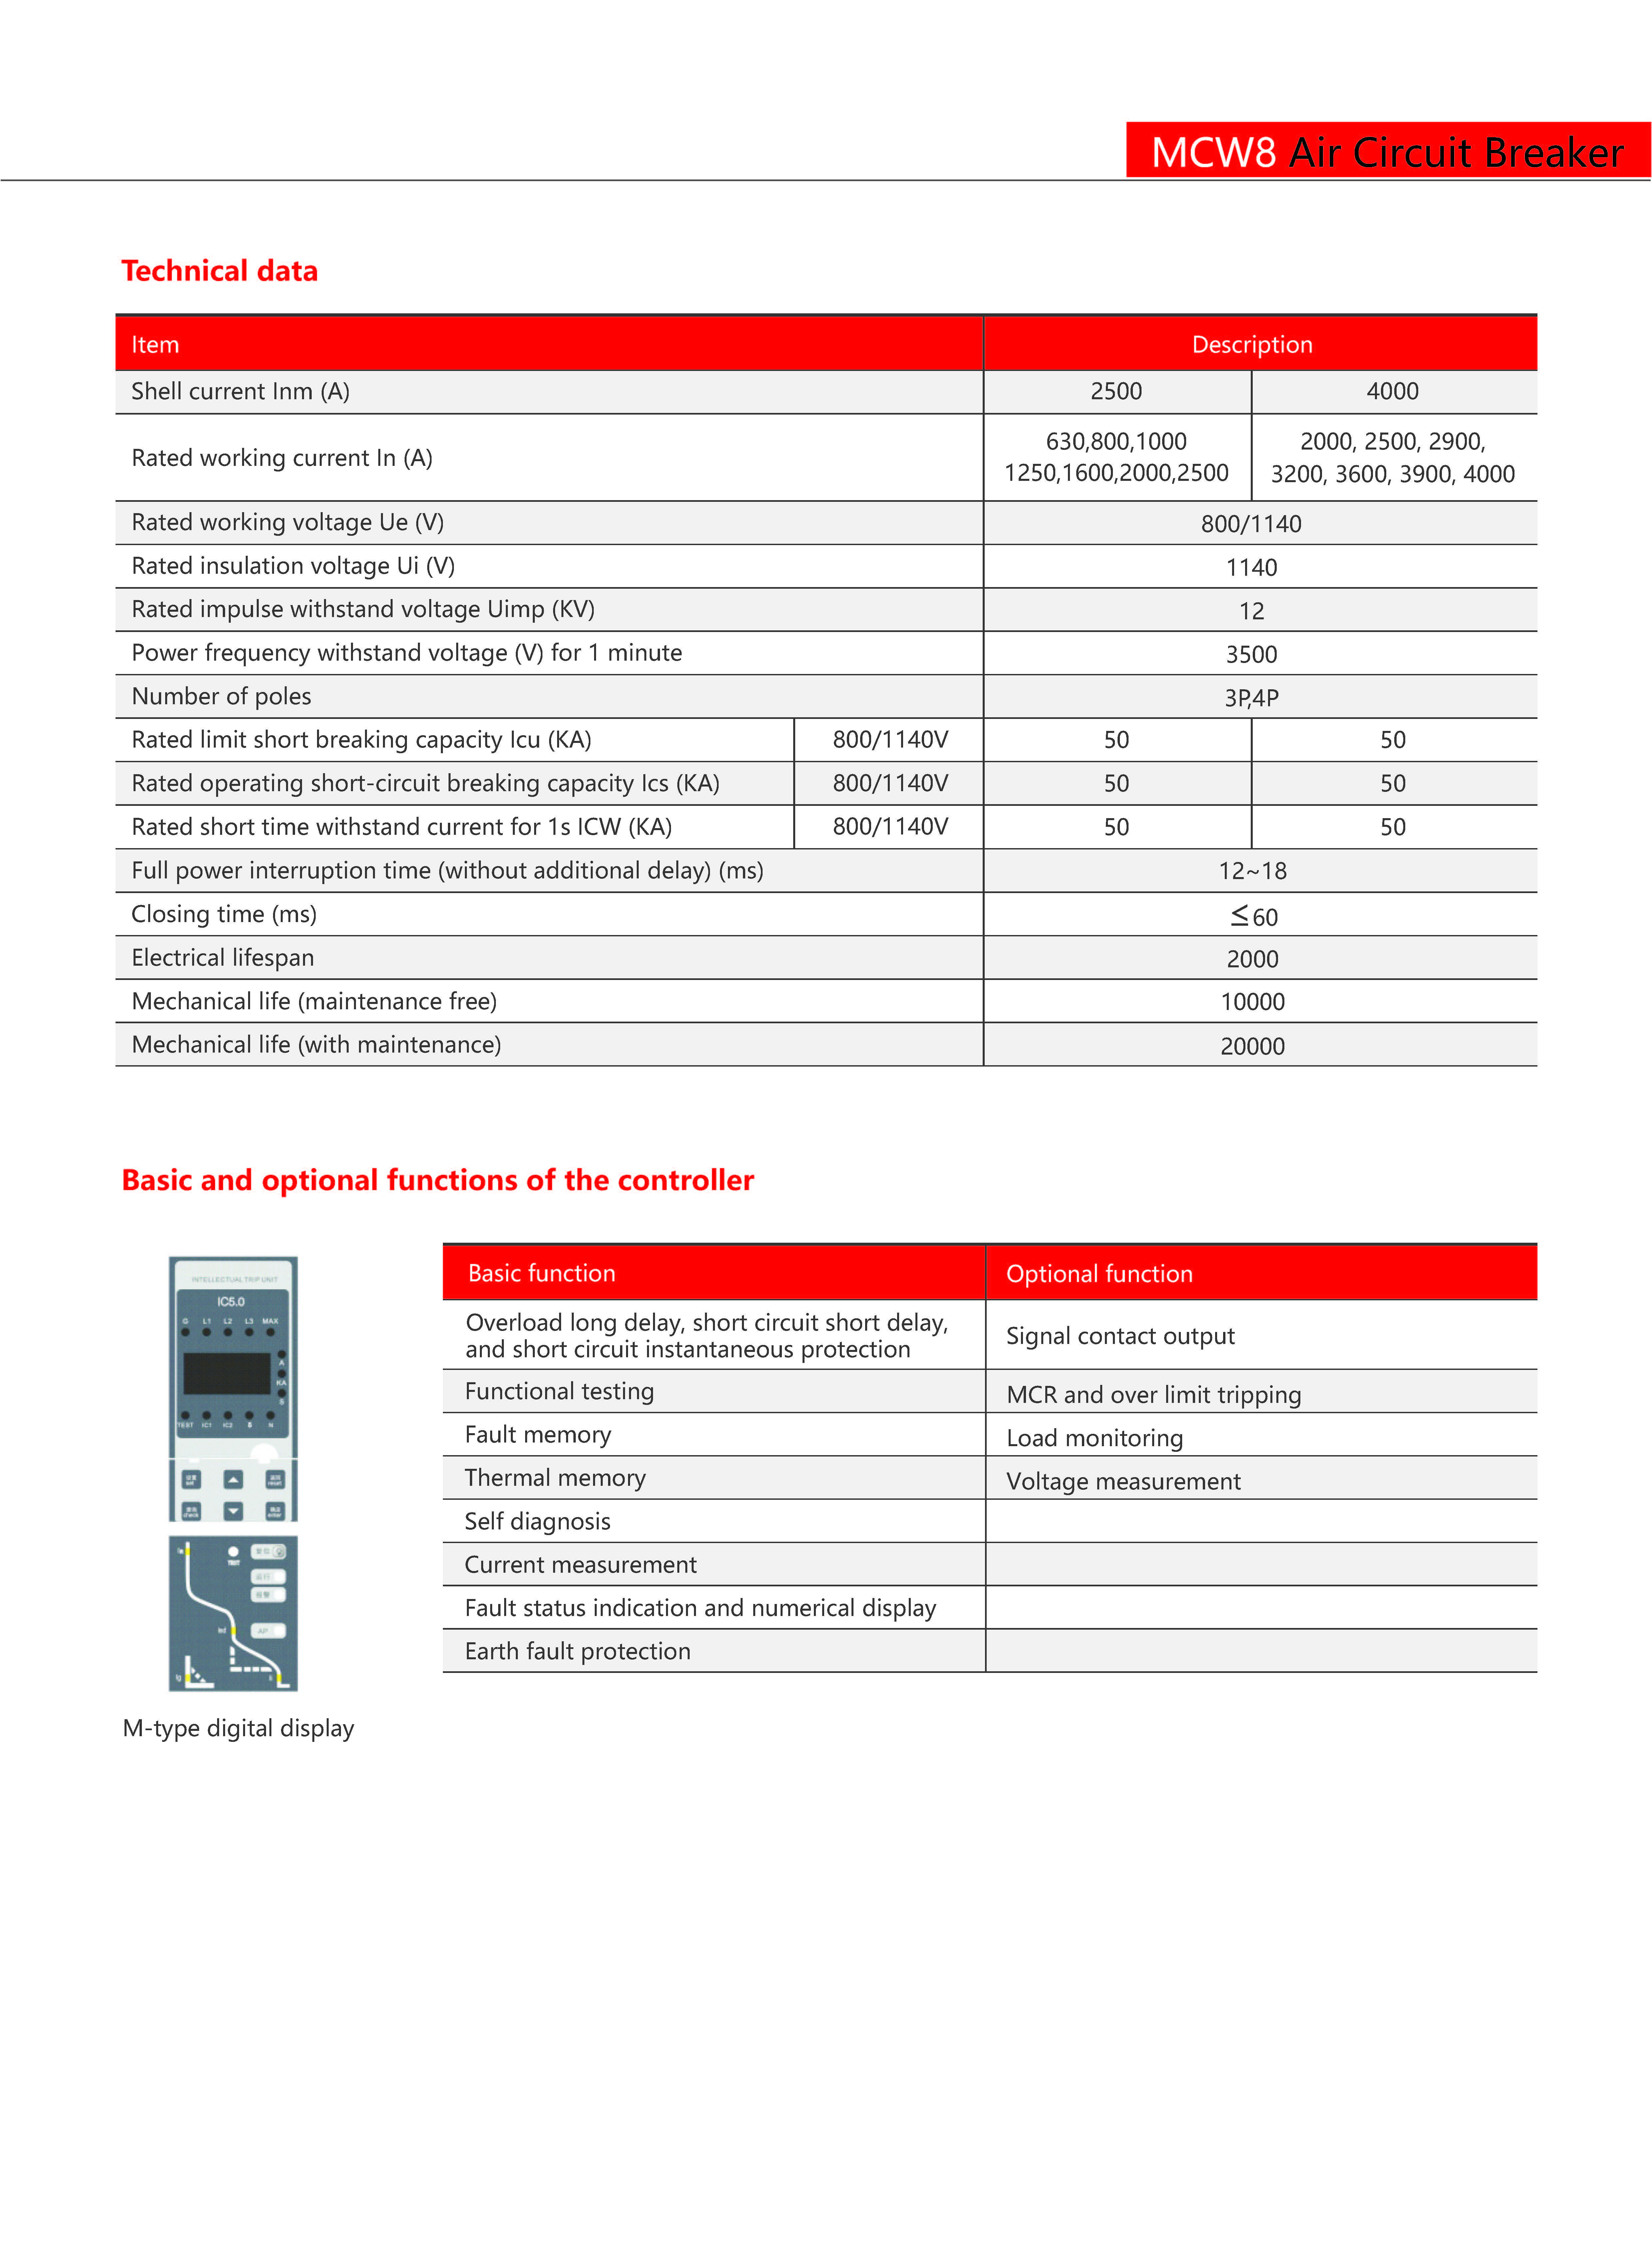 MCW8 Air Circuit Breaker
Technical data
Item Description
Shell current Inm (A) 2500 4000
Rated working current In (A) 630,800,1000 2000, 2500, 2900,
1250,1600,2000,2500 3200, 3600, 3900, 4000
Rated working voltage Ue (V) 800/1140
Rated insulation voltage Ui (V) 1140
Rated impulse withstand voltage Uimp (KV) 12
Power frequency withstand voltage (V) for 1 minute 3500
Number of poles 3P,4P
Rated limit short breaking capacity Icu (KA) 800/1140V 50 50
Rated operating short-circuit breaking capacity Ics (KA) 800/1140V 50 50
Rated short time withstand current for 1s ICW (KA) 800/1140V 50 50
Full power interruption time (without additional delay) (ms) 12~18
Closing time (ms) ≤60
Electrical lifespan 2000
Mechanical life (maintenance free) 10000
Mechanical life (with maintenance) 20000
Basic and optional functions of the controller
Basic function Optional function
Overload long delay, short circuit short delay,
and short circuit instantaneous protection Signal contact output
Functional testing MCR and over limit tripping
Fault memory Load monitoring
Thermal memory Voltage measurement
Self diagnosis
Current measurement
Fault status indication and numerical display
Earth fault protection
INTELLECTUAL TRIP UNIT
IC5.0
G L1 L2 L3 MAX
A
KA
S
TEST IC1 IC2 N
TEST
M-type digital display